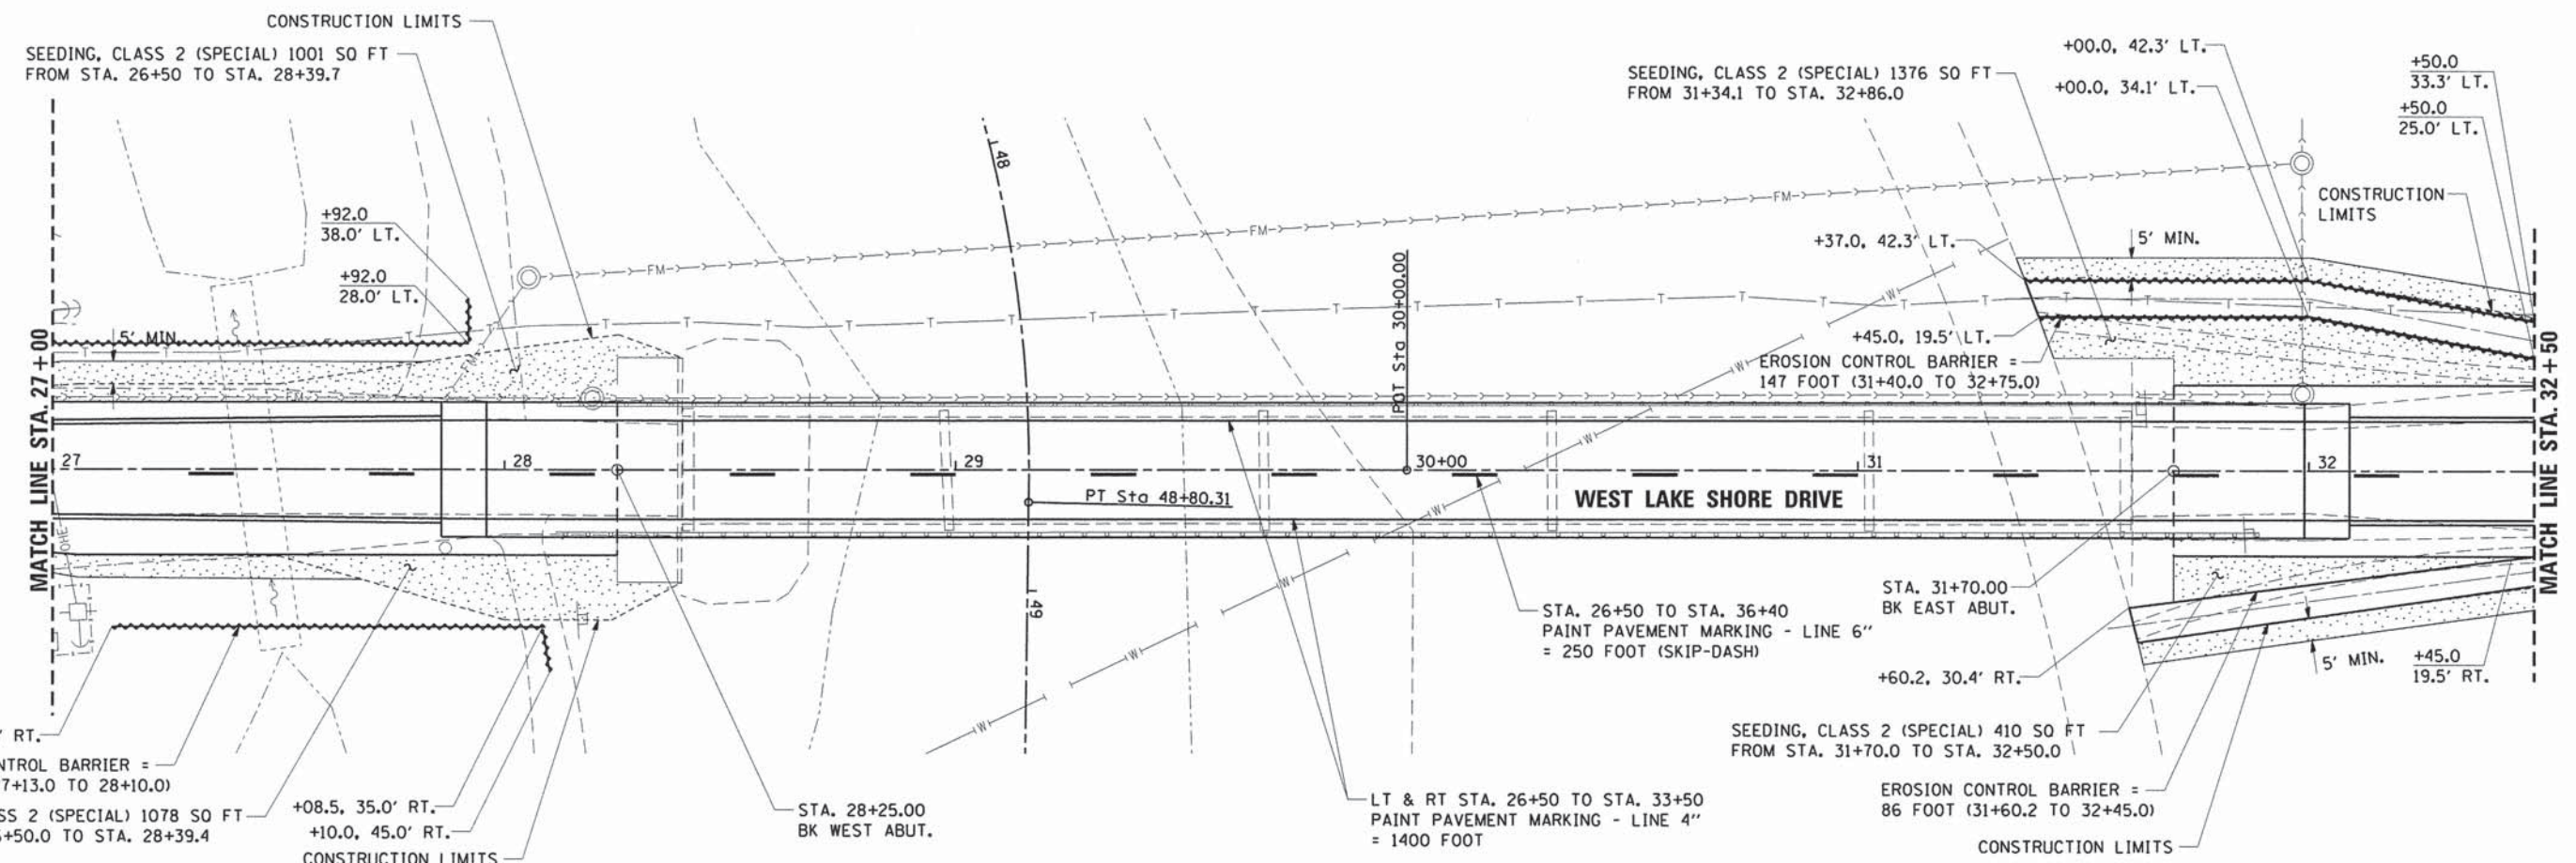 CONSTRUCTION LIMITS
SEEDING, CLASS 2 (SPECIAL) 1001 SQ FT
FROM STA. 26+50 TO STA. 28+39.7
+00.0, 42.3' LT.
SEEDING, CLASS 2 (SPECIAL) 1376 SQ FT
FROM 31+34.1 TO STA. 32+86.0
+00.0, 34.1' LT.
+50.0
33.3' LT.
+50.0
25.0' LT.
48
CONSTRUCTION
LIMITS
+92.0
38.0' LT.
+92.0
28.0' LT.
FM
FM
FM
+37.0, 42.3' LT.
5' MIN.
5' MIN.
T T T T T T T T T T T T T T T T T T
W
W
+45.0, 19.5' LT.
EROSION CONTROL BARRIER =
147 FOOT (31+40.0 TO 32+75.0)
POT Sta 30+00.00
FM
FM
MATCH LINE STA. 27+00
MATCH LINE STA. 32+50
27
28
29
30+00
31
32
PT Sta 48+80.31
WEST LAKE SHORE DRIVE
W
W
W
W
W
OHE
49
STA. 26+50 TO STA. 36+40
PAINT PAVEMENT MARKING - LINE 6"
= 250 FOOT (SKIP-DASH)
STA. 31+70.00
BK EAST ABUT.
+60.2, 30.4' RT.
5' MIN.
+45.0
19.5' RT.
' RT.
NTROL BARRIER =
7+13.0 TO 28+10.0)
SS 2 (SPECIAL) 1078 SQ FT
+50.0 TO STA. 28+39.4
+08.5, 35.0' RT.
+10.0, 45.0' RT.
CONSTRUCTION LIMITS
STA. 28+25.00
BK WEST ABUT.
LT & RT STA. 26+50 TO STA. 33+50
PAINT PAVEMENT MARKING - LINE 4"
= 1400 FOOT
SEEDING, CLASS 2 (SPECIAL) 410 SQ FT
FROM STA. 31+70.0 TO STA. 32+50.0
EROSION CONTROL BARRIER =
86 FOOT (31+60.2 TO 32+45.0)
CONSTRUCTION LIMITS